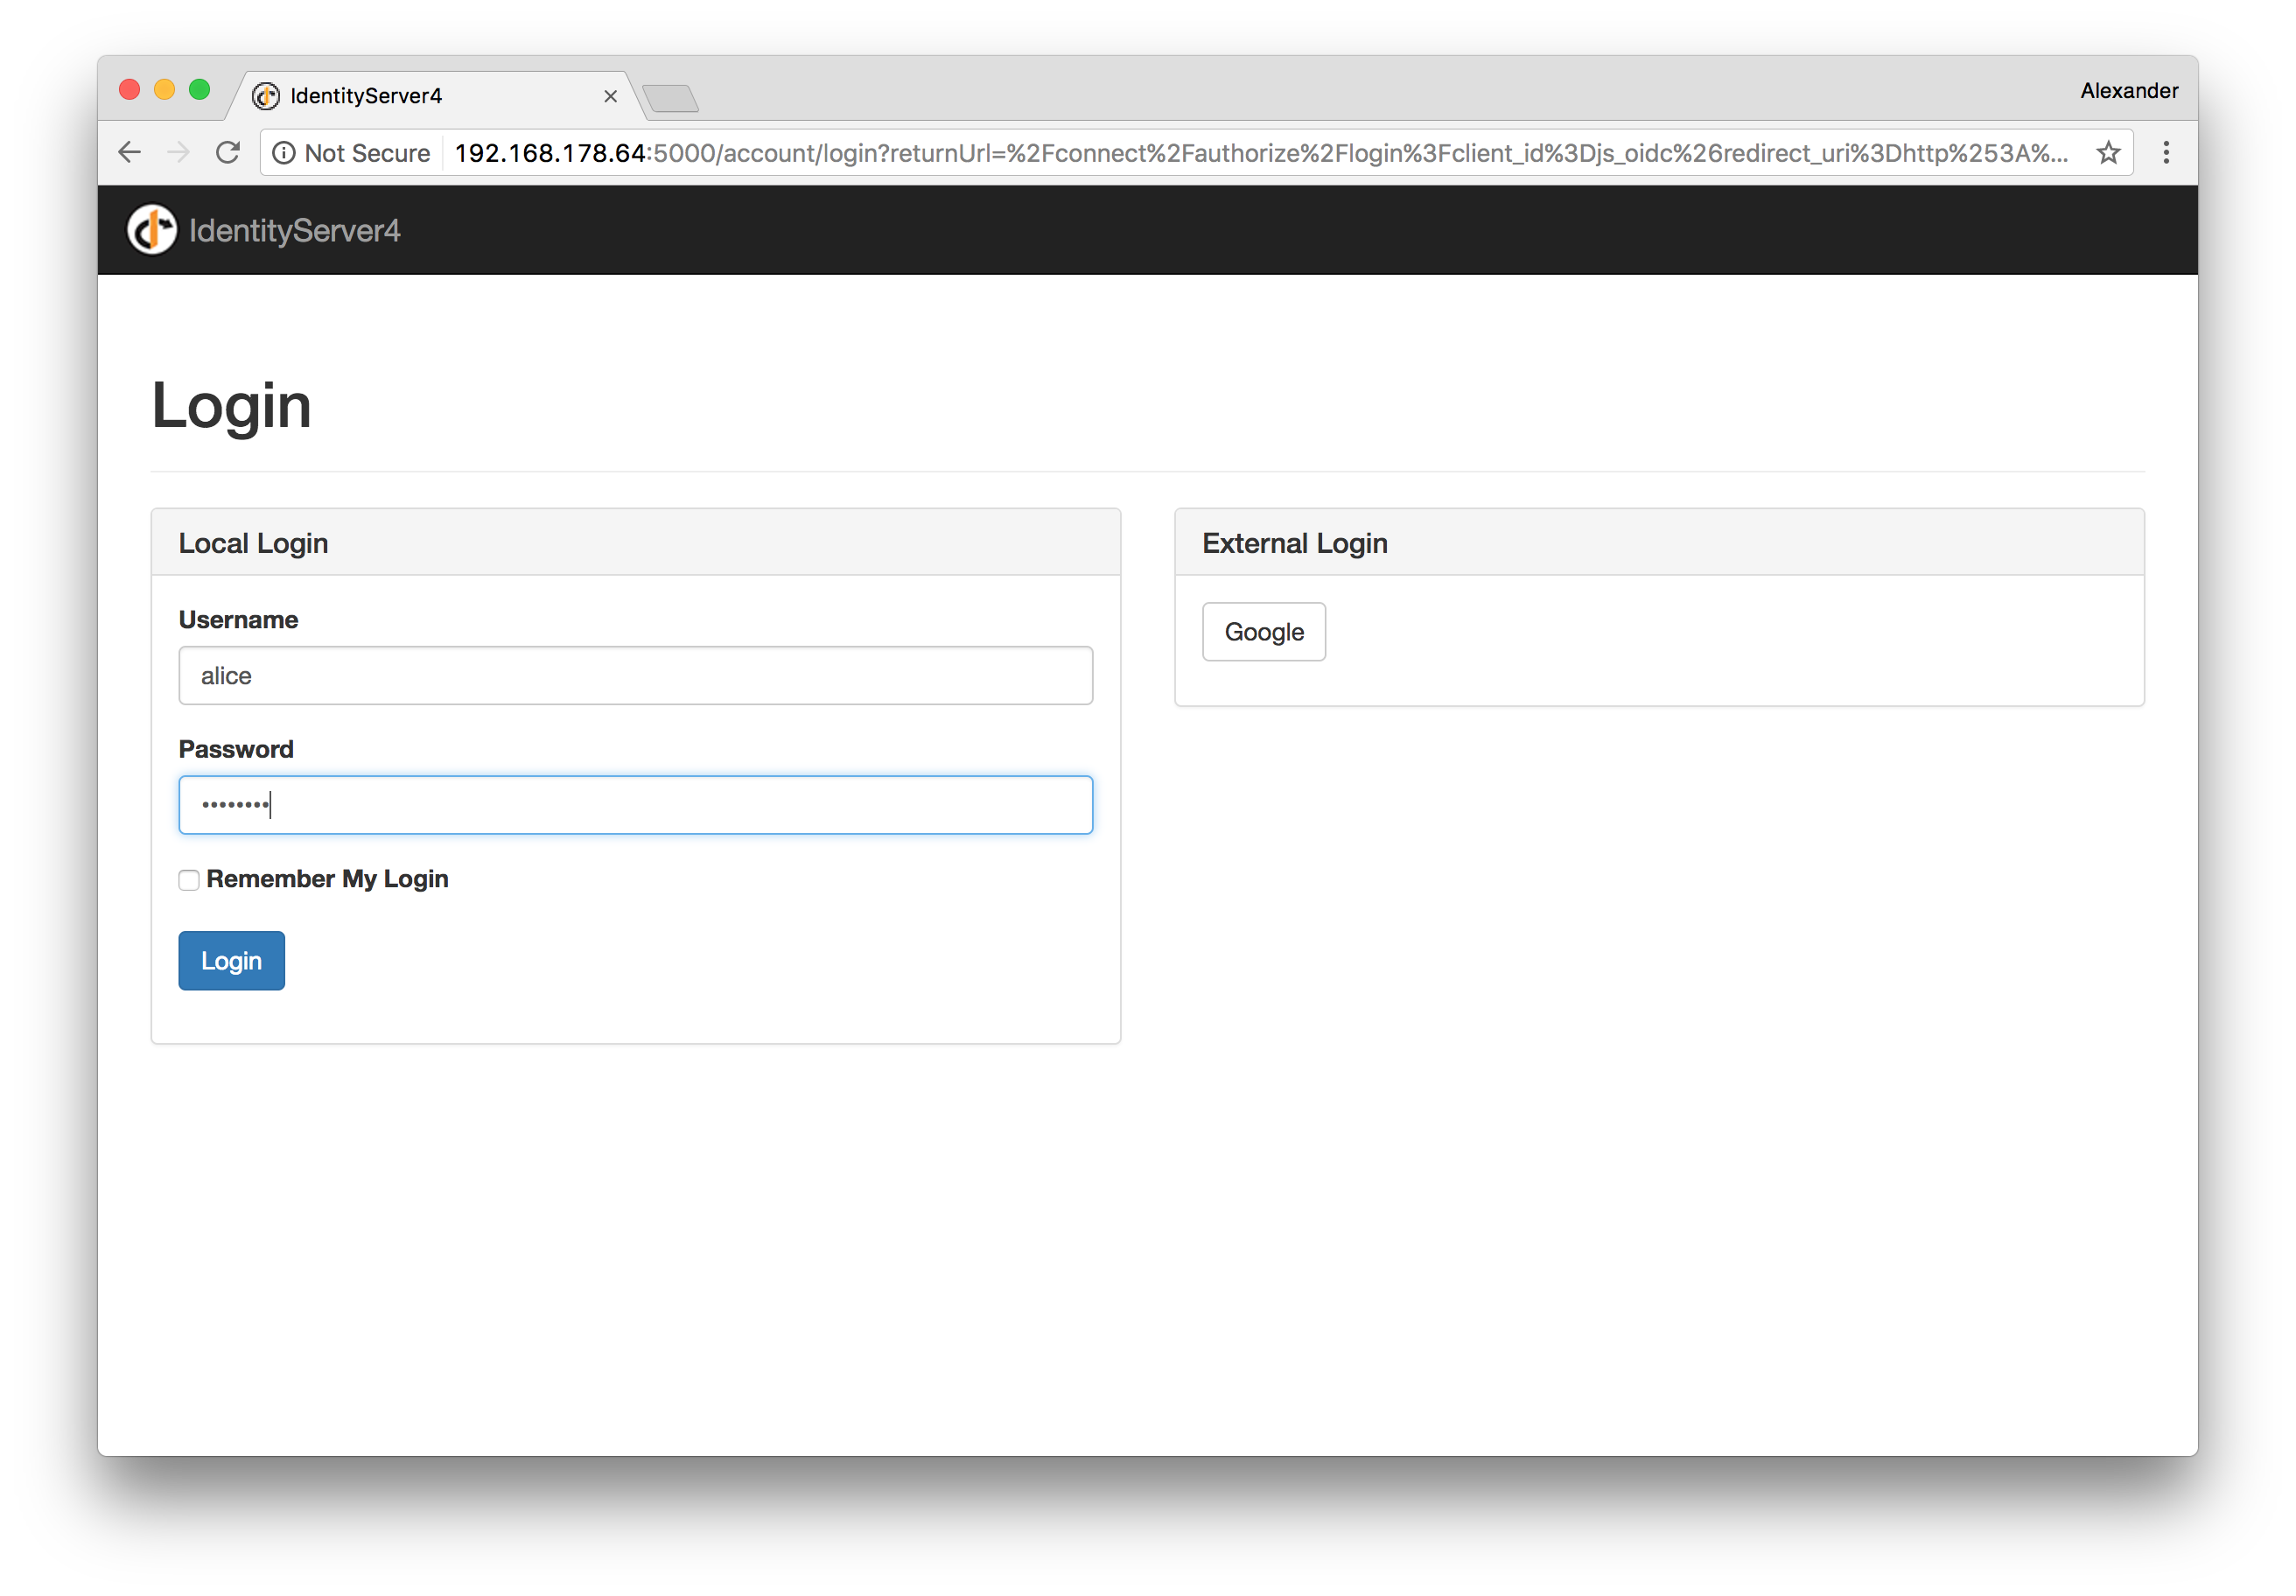 IdentityServer4
Alexander
Not Secure 192.168.178.64:5000/account/login?returnUrl=%2Fconnect%2Fauthorize%2Flogin%3Fclient_id%3Djs_oidc%26redirect_uri%3Dhttp%253A%...
IdentityServer4
Login
Local Login
Username
alice
Password
••••••••
Remember My Login
Login
External Login
Google